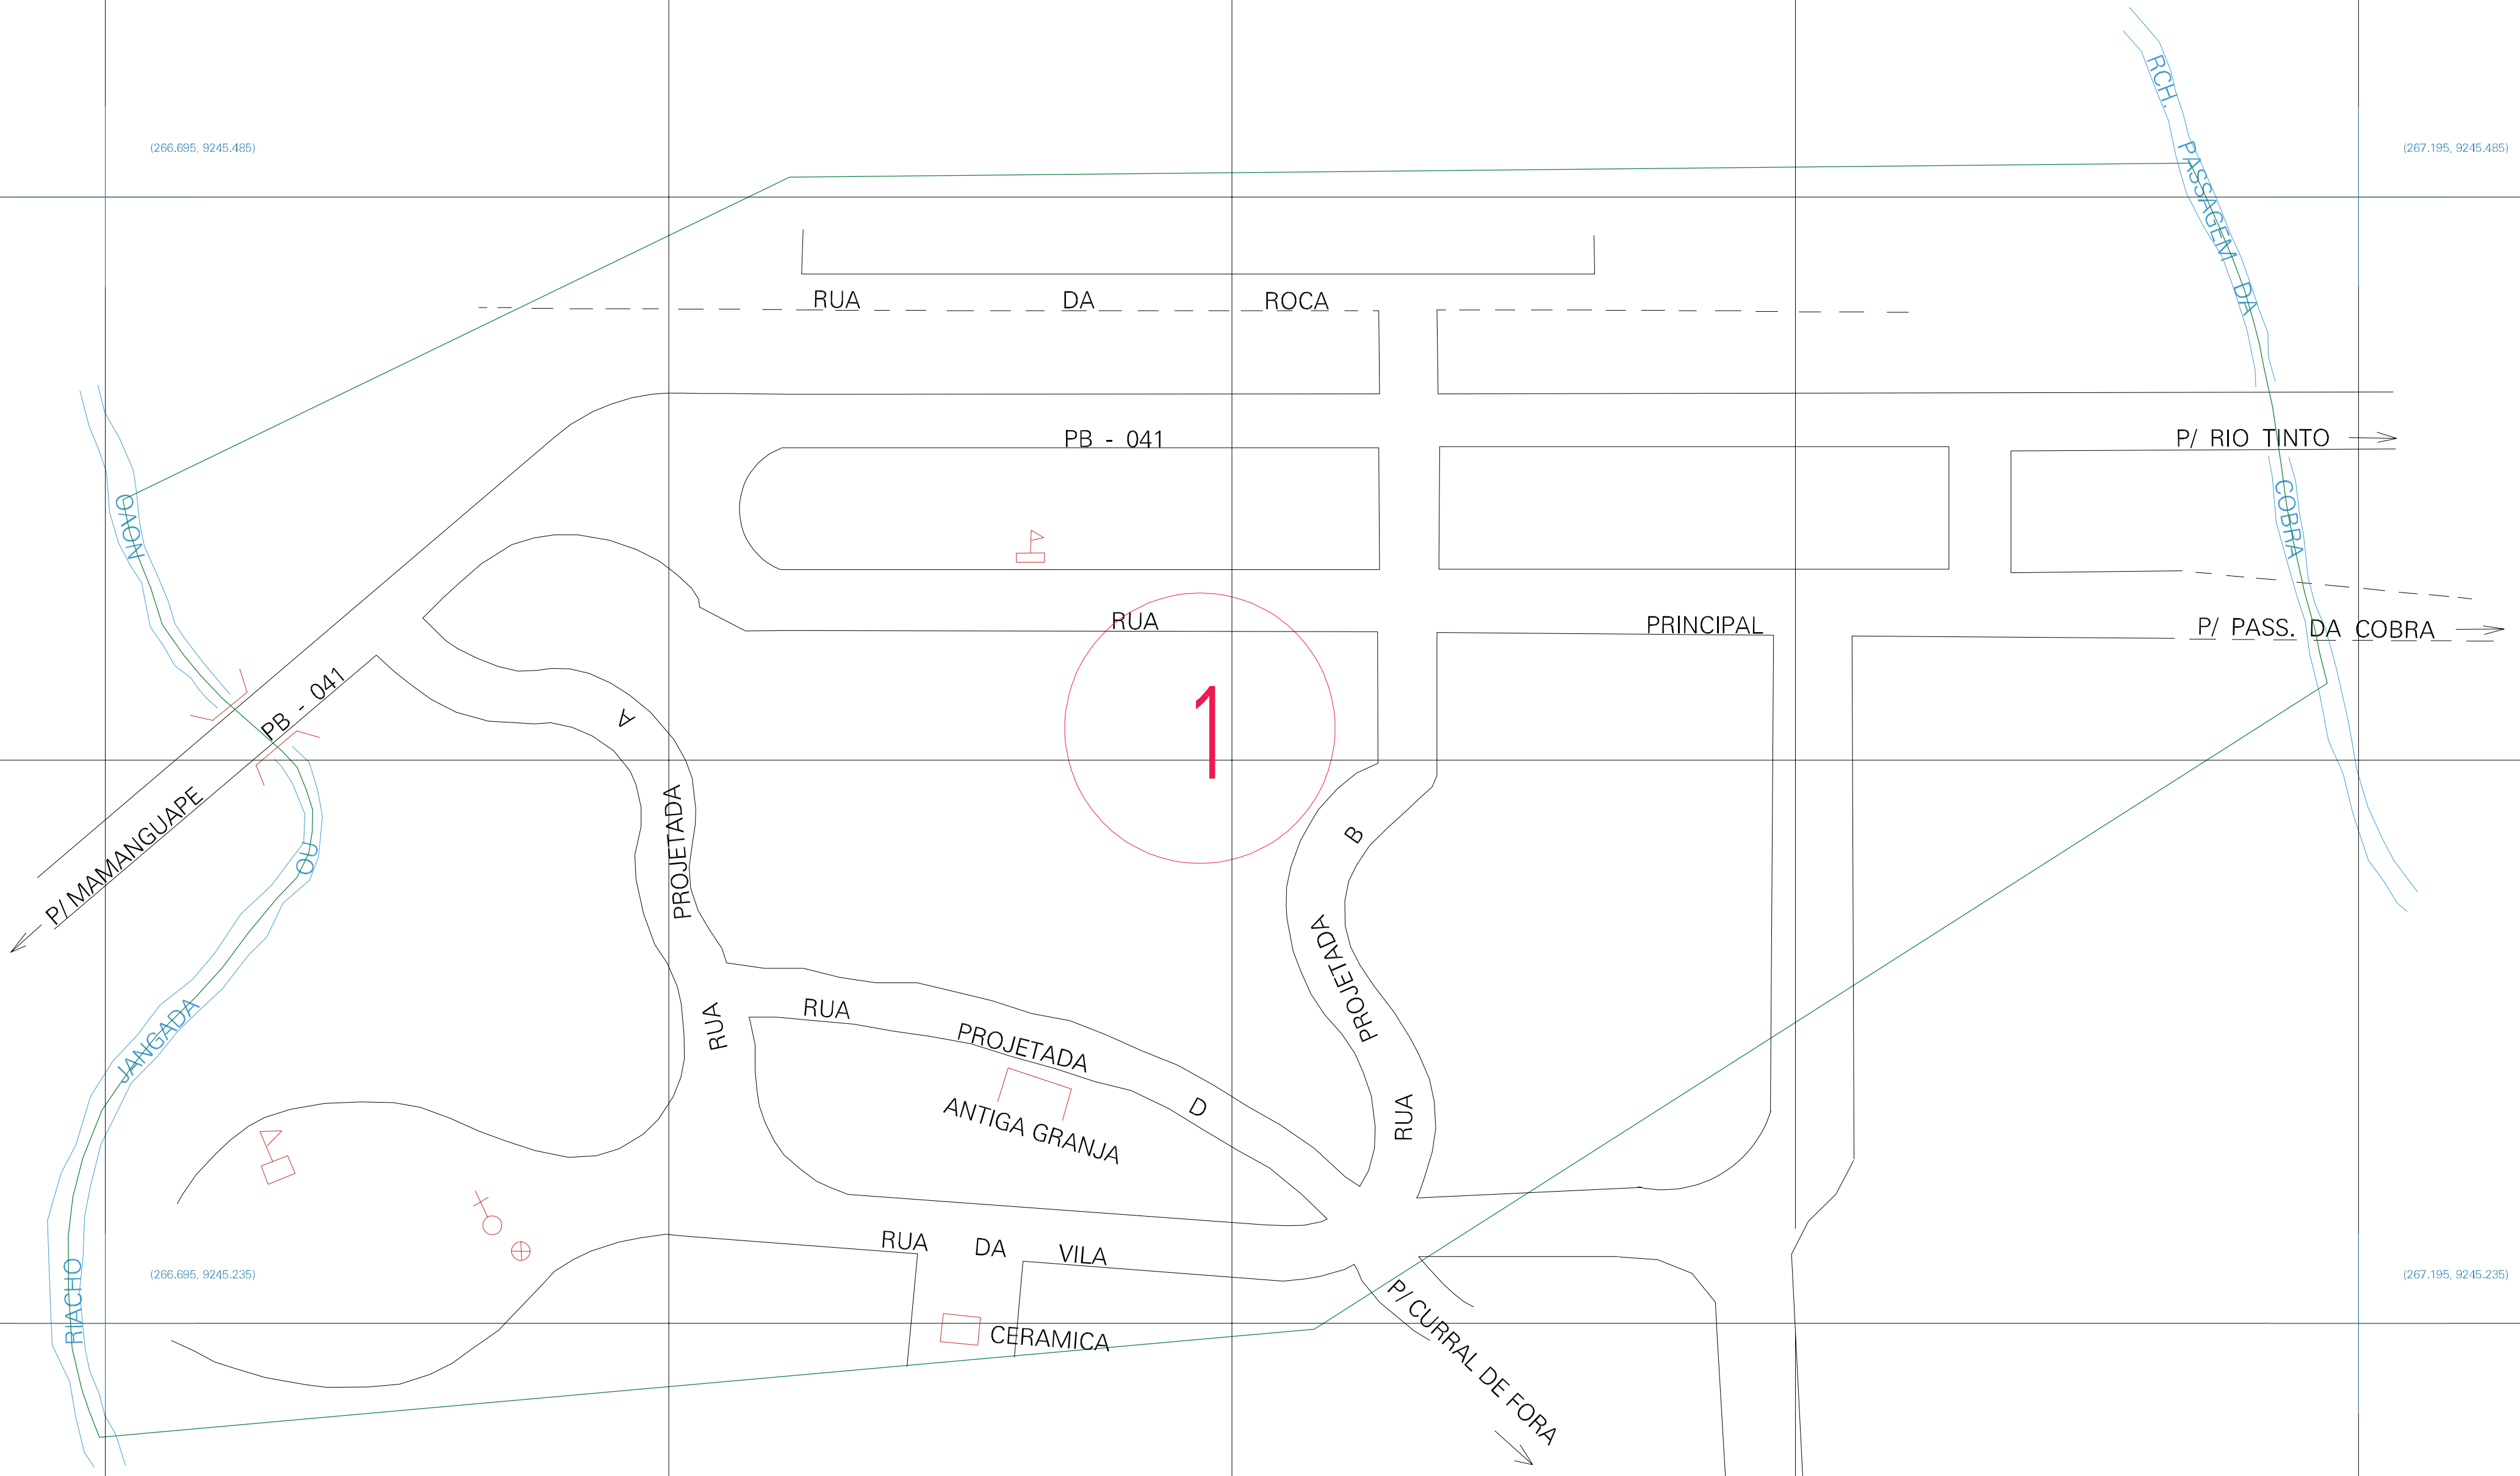 RCH. PASSAGEM DA COBRA
(266.695, 9245.485)
(267.195, 9245.485)
RUA DA ROCA
PB - 041
P/ RIO TINTO
RIACHO JANGADA OU NOVO
RUA PRINCIPAL
P/ PASS. DA COBRA
PB - 041
1
P/ MAMANGUAPE
RUA PROJETADA A
RUA PROJETADA B
RUA PROJETADA D
ANTIGA GRANJA
RUA DA VILA
(266.695, 9245.235)
(267.195, 9245.235)
CERAMICA
P/ CURRAL DE FORA